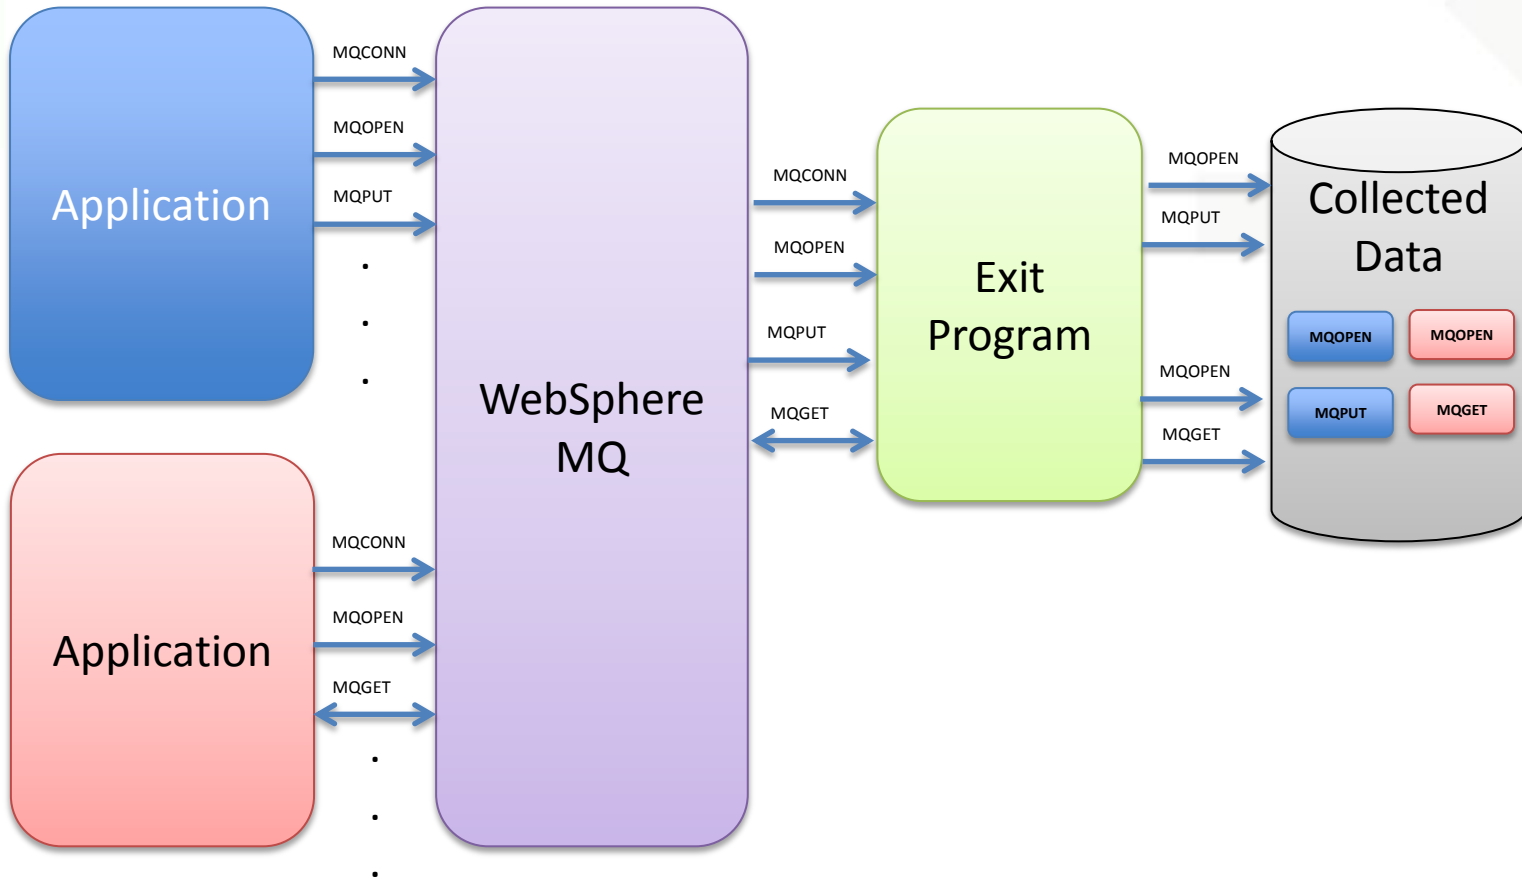 Application
MQCONN
MQOPEN
MQPUT
.
.
.
Application
MQCONN
MQOPEN
MQGET
.
.
.
WebSphere
MQ
MQCONN
MQOPEN
MQPUT
MQGET
Exit
Program
MQOPEN
MQPUT
MQOPEN
MQGET
Collected
Data
MQOPEN
MQOPEN
MQPUT
MQGET